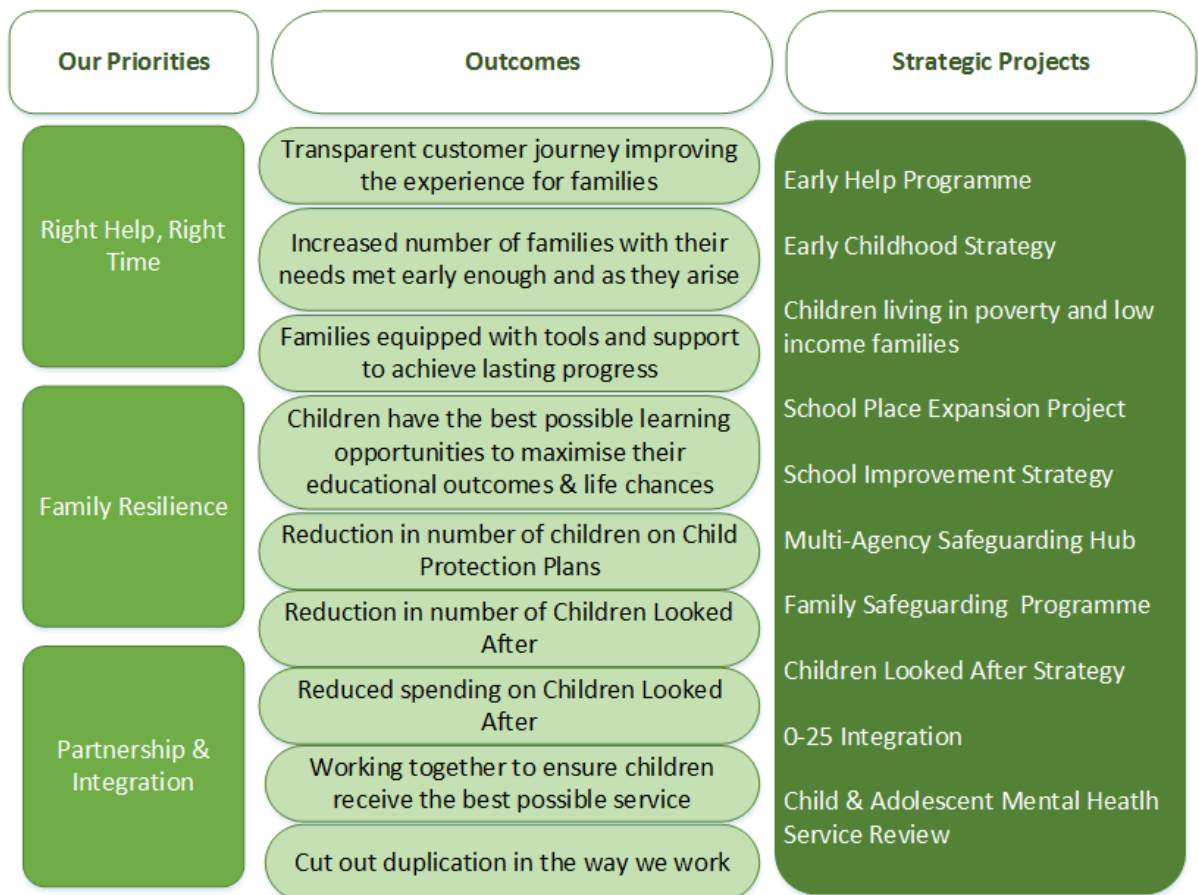 Our Priorities
Outcomes
Strategic Projects
Right Help, Right
Time
Family Resilience
Partnership &
Integration
Transparent customer journey improving
the experience for families
Increased number of families with their
needs met early enough and as they arise
Families equipped with tools and support
to achieve lasting progress
Children have the best possible learning
opportunities to maximise their
educational outcomes & life chances
Reduction in number of children on Child
Protection Plans
Reduction in number of Children Looked
After
Reduced spending on Children Looked
After
Working together to ensure children
receive the best possible service
Cut out duplication in the way we work
Early Help Programme
Early Childhood Strategy
Children living in poverty and low
income families
School Place Expansion Project
School Improvement Strategy
Multi-Agency Safeguarding Hub
Family Safeguarding  Programme
Children Looked After Strategy
0-25 Integration
Child & Adolescent Mental Heatlh
Service Review